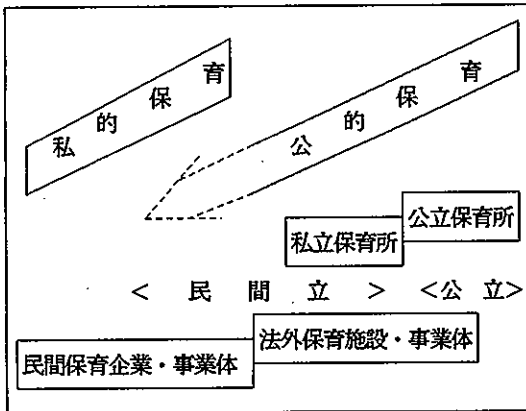 私的保育
公的保育
公立保育所
私立保育所
< 民間立 > <公立>
法外保育施設・事業体
民間保育企業・事業体